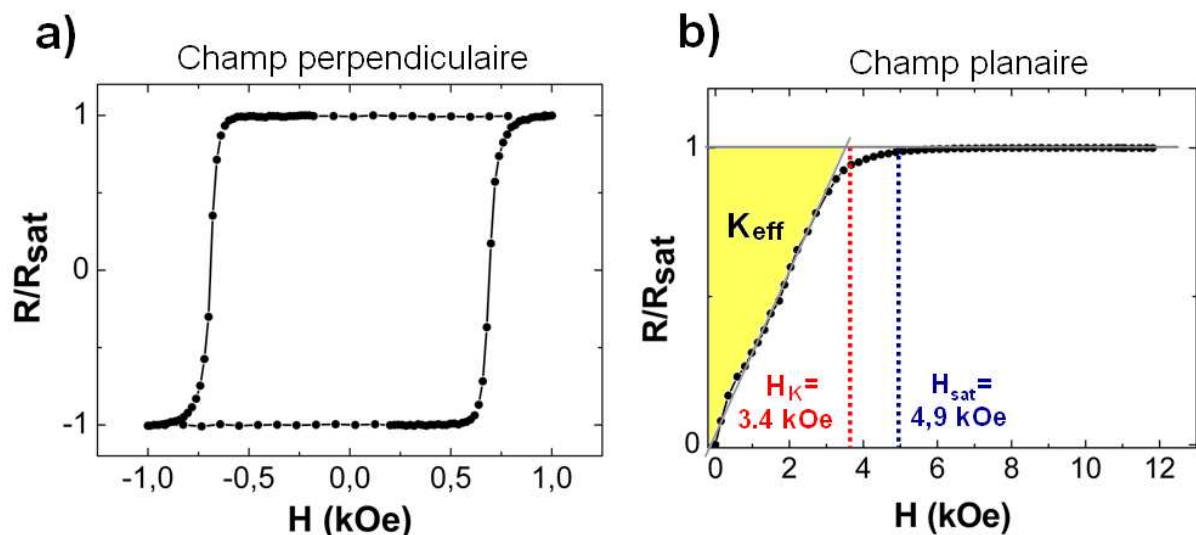 a)
Champ perpendiculaire
R/Rsat
1
0
-1
-1,0
-0,5
0,0
0,5
1,0
H (kOe)
b)
Champ planaire
R/Rsat
1
0
Keff
HK=
3.4 kOe
Hsat=
4,9 kOe
0
2
4
6
8
10
12
H (kOe)